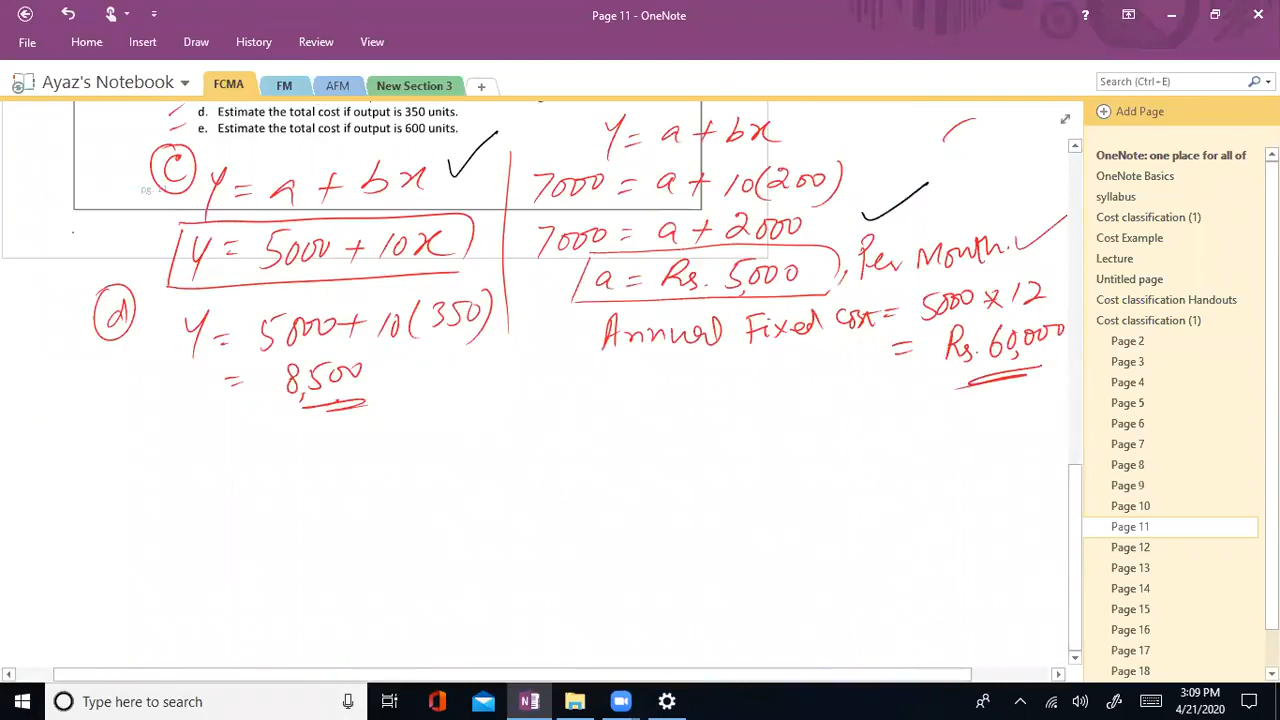 Page 11 - OneNote
File Home Insert Draw History Review View
Ayaz's Notebook FCMA FM AFM New Section 3
Search (Ctrl+E)
d. Estimate the total cost if output is 350 units.
e. Estimate the total cost if output is 600 units.
pg.
c
Y = a + bx
Y = 5000 + 10x
d
Y = 5000 + 10(350)
= 8,500
Y = a + bx
7000 = a + 10(200)
7000 = a + 2000
a = Rs. 5,000, Per Month.
Annual Fixed Cost = 5000 × 12
= Rs. 60,000
Add Page
OneNote: one place for all of
OneNote Basics
syllabus
Cost classification (1)
Cost Example
Lecture
Untitled page
Cost classification Handouts
Cost classification (1)
Page 2
Page 3
Page 4
Page 5
Page 6
Page 7
Page 8
Page 9
Page 10
Page 11
Page 12
Page 13
Page 14
Page 15
Page 16
Page 17
Page 18
Type here to search
3:09 PM
4/21/2020